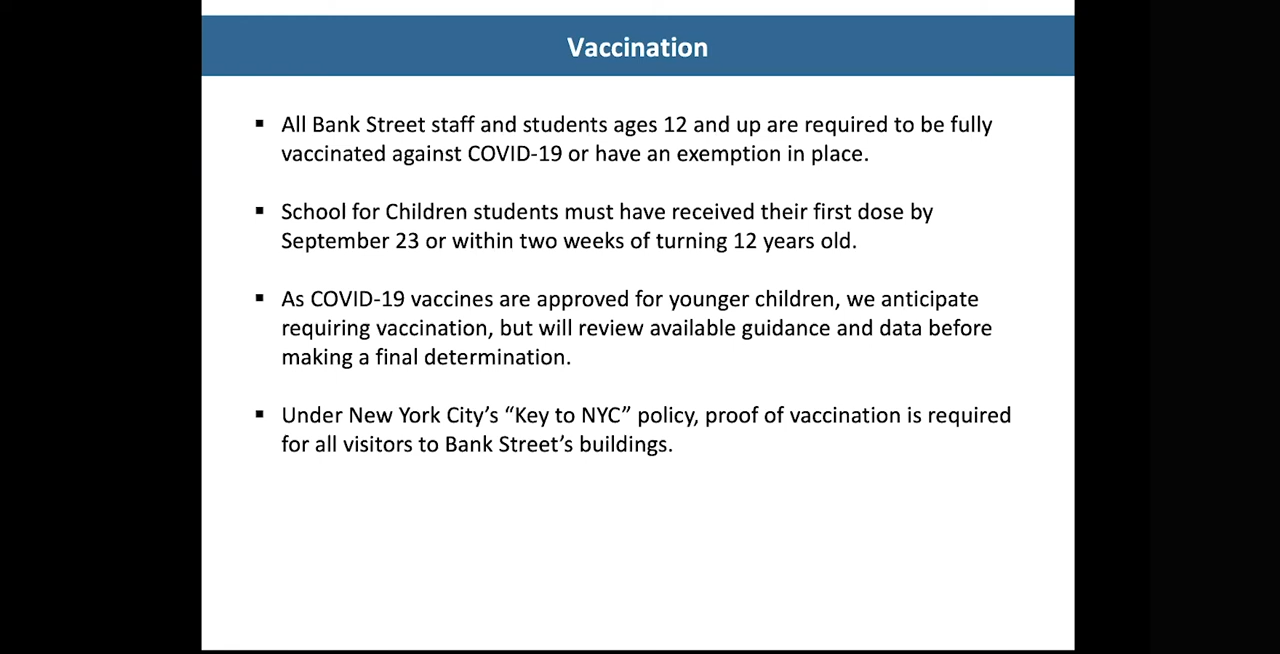 Vaccination
▪ All Bank Street staff and students ages 12 and up are required to be fully
vaccinated against COVID-19 or have an exemption in place.
▪ School for Children students must have received their first dose by
September 23 or within two weeks of turning 12 years old.
▪ As COVID-19 vaccines are approved for younger children, we anticipate
requiring vaccination, but will review available guidance and data before
making a final determination.
▪ Under New York City’s “Key to NYC” policy, proof of vaccination is required
for all visitors to Bank Street’s buildings.